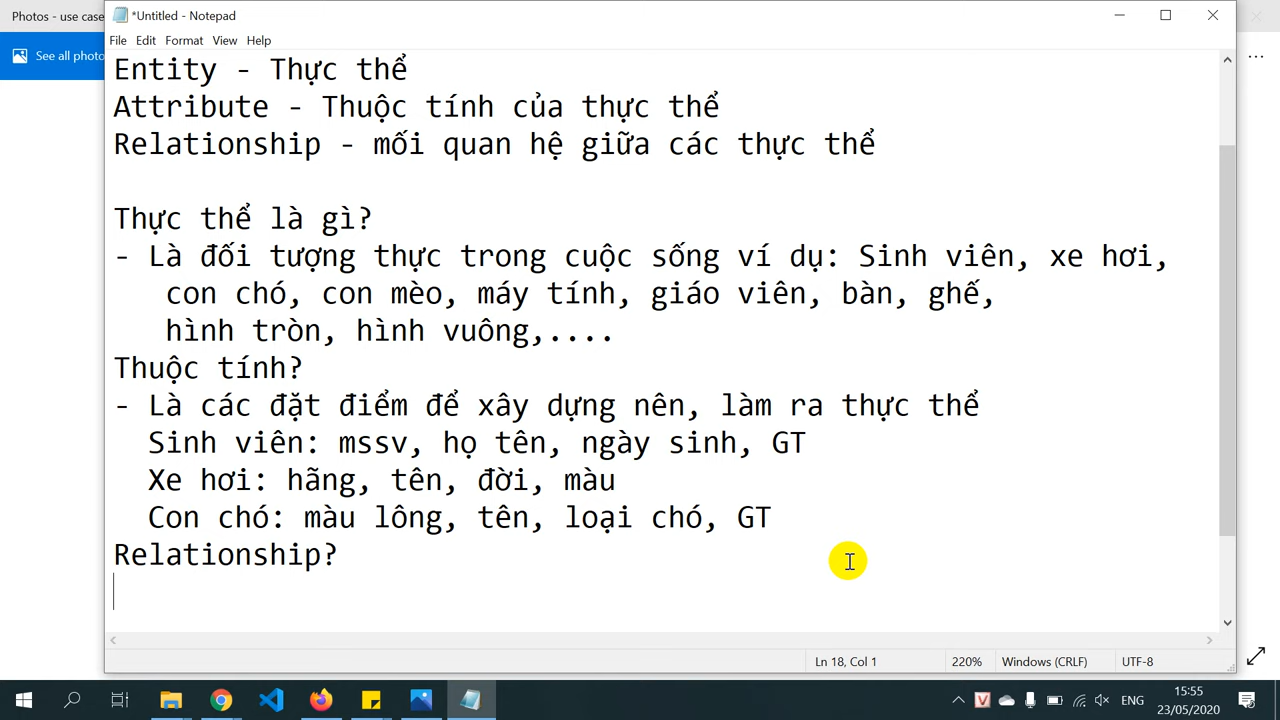 Photos - use case
*Untitled - Notepad
See all photo
File Edit Format View Help
Entity - Thực thể
Attribute - Thuộc tính của thực thể
Relationship - mối quan hệ giữa các thực thể
Thực thể là gì?
- Là đối tượng thực trong cuộc sống ví dụ: Sinh viên, xe hơi,
con chó, con mèo, máy tính, giáo viên, bàn, ghế,
hình tròn, hình vuông,....
Thuộc tính?
- Là các đặt điểm để xây dựng nên, làm ra thực thể
Sinh viên: mssv, họ tên, ngày sinh, GT
Xe hơi: hãng, tên, đời, màu
Con chó: màu lông, tên, loại chó, GT
Relationship?
Ln 18, Col 1 220% Windows (CRLF) UTF-8
ENG
15:55
23/05/2020